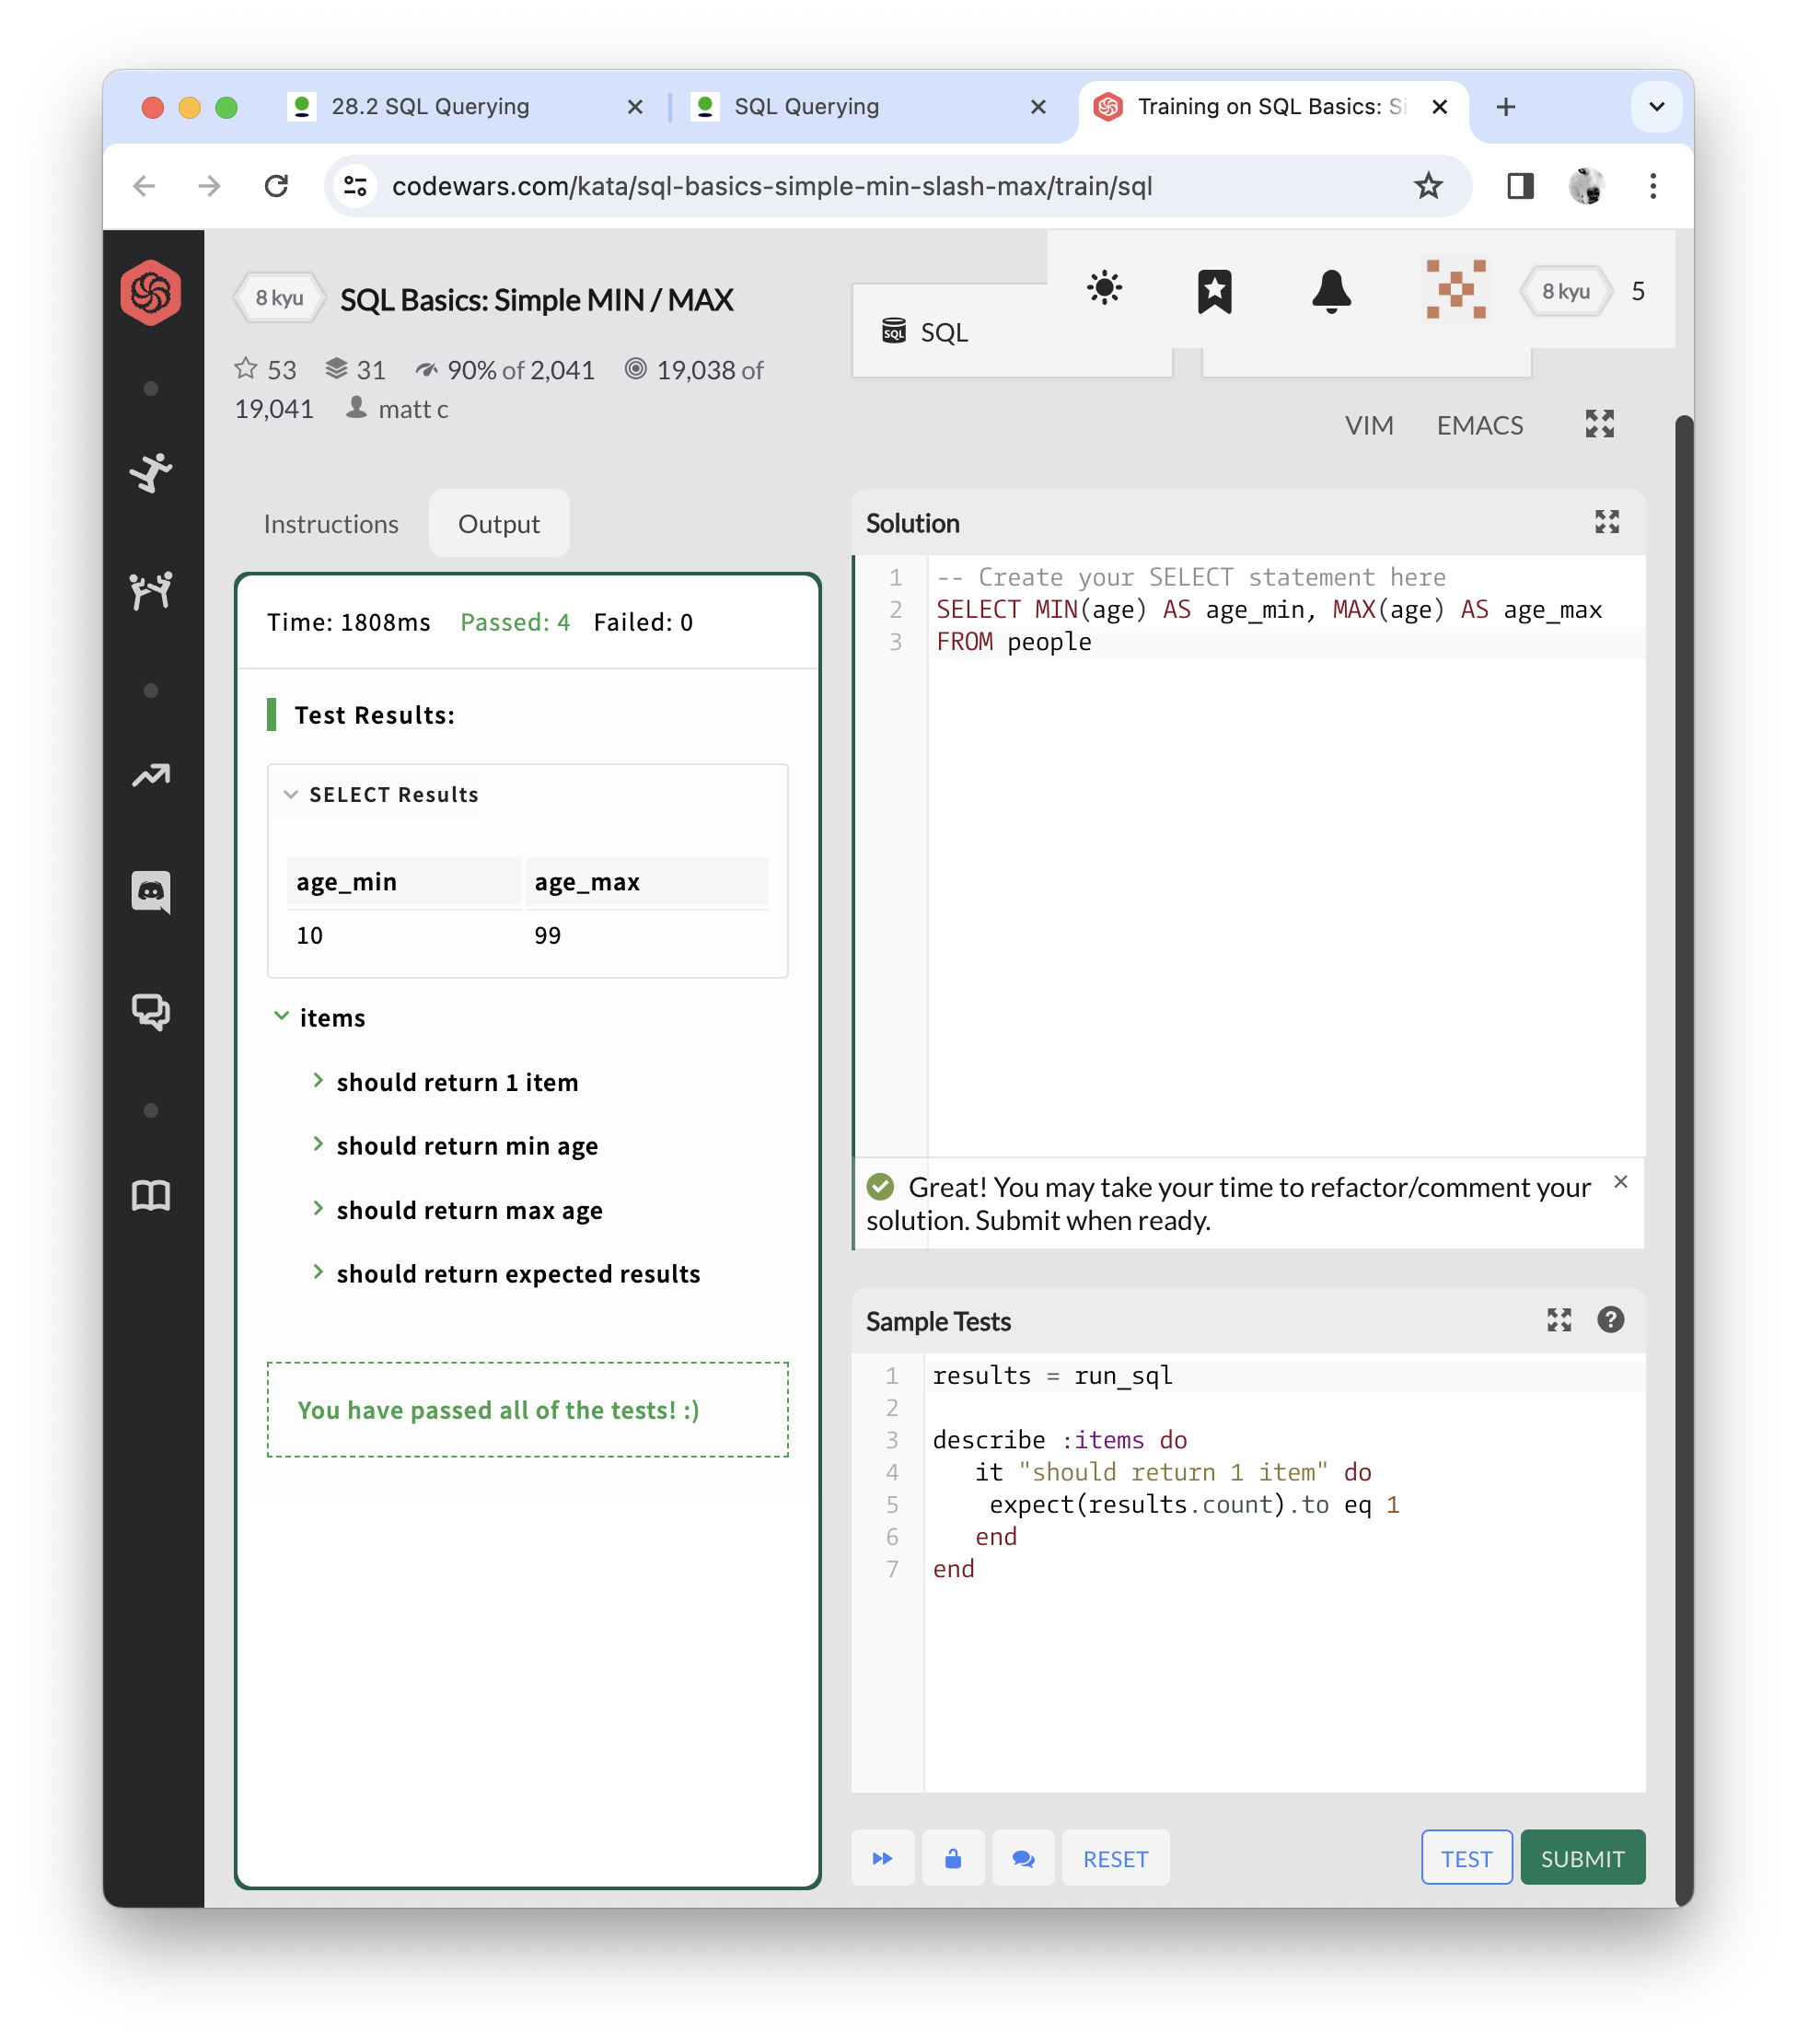 28.2 SQL Querying
SQL Querying
Training on SQL Basics: Si
codewars.com/kata/sql-basics-simple-min-slash-max/train/sql
8 kyu
SQL Basics: Simple MIN / MAX
53 31 90% of 2,041 19,038 of
19,041 matt c
SQL
SQL
8 kyu
5
VIM EMACS
Instructions
Output
Time: 1808ms Passed: 4 Failed: 0
Test Results:
SELECT Results
age_min age_max
10 99
items
should return 1 item
should return min age
should return max age
should return expected results
You have passed all of the tests! :)
Solution
1 -- Create your SELECT statement here
2 SELECT MIN(age) AS age_min, MAX(age) AS age_max
3 FROM people
Great! You may take your time to refactor/comment your
solution. Submit when ready.
Sample Tests
1 results = run_sql
2
3 describe :items do
4 it "should return 1 item" do
5 expect(results.count).to eq 1
6 end
7 end
RESET
TEST
SUBMIT